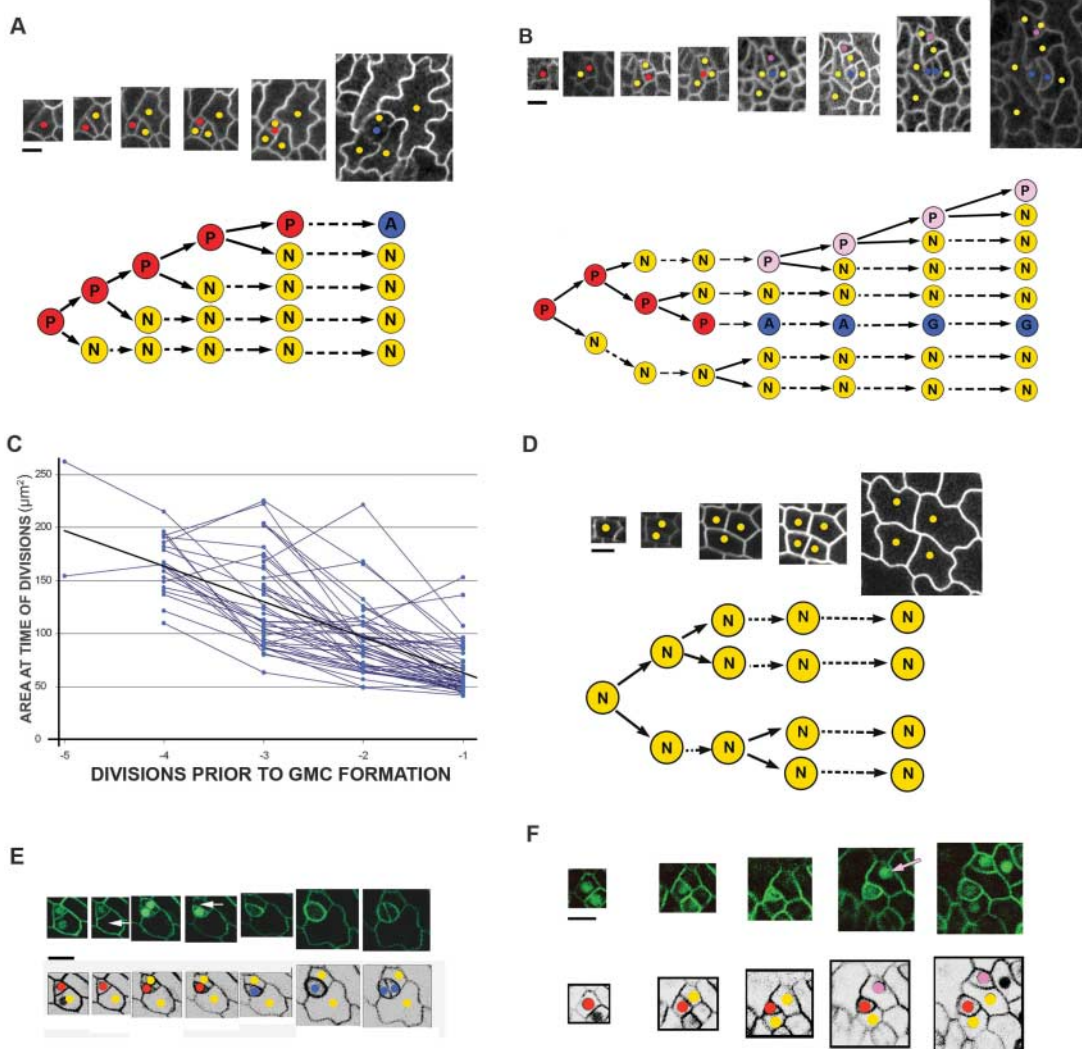 A
P P A
P
N N
P
P N N N
P N N N N
N N N N N
B
P
P N
P N N
N N P N N N
P
P N N N N N
P
P A A G G
N
N N N N
N N
N N N N
C
AREA AT TIME OF DIVISIONS (µm²)
250
200
150
100
50
0
-5 -4 -3 -2 -1
DIVISIONS PRIOR TO GMC FORMATION
D
N N N
N
N N N
N
N N
N N
N N
E
F